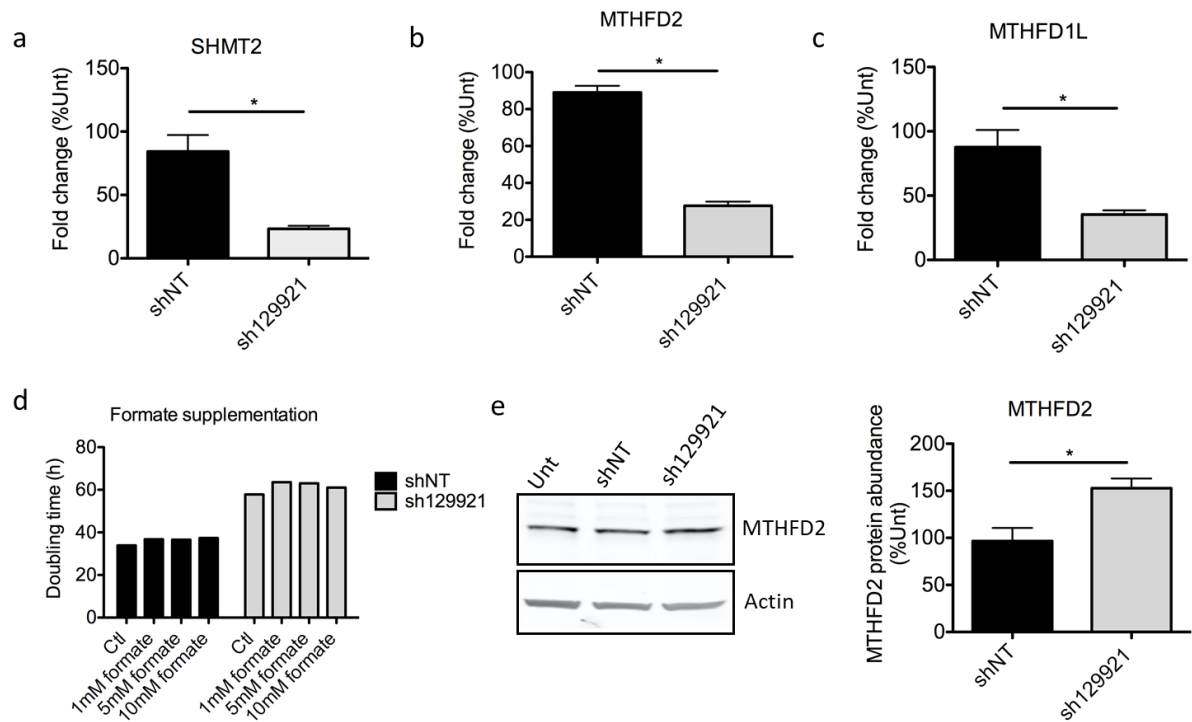 a
SHMT2
Fold change (%Unt)
150
100
50
0
*
shNT
sh129921
b
MTHFD2
Fold change (%Unt)
100
80
60
40
20
0
*
shNT
sh129921
c
MTHFD1L
Fold change (%Unt)
150
100
50
0
*
shNT
sh129921
d
Formate supplementation
Doubling time (h)
80
60
40
20
0
Ctl
1mM formate
5mM formate
10mM formate
Ctl
1mM formate
5mM formate
10mM formate
shNT
sh129921
e
Unt
shNT
sh129921
MTHFD2
Actin
MTHFD2
MTHFD2 protein abundance
(%Unt)
200
150
100
50
0
*
shNT
sh129921